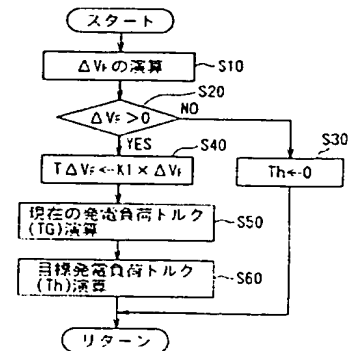 スタート
ΔVFの演算
S10
S20
ΔVF>0
NO
YES
S40
S30
TΔVF←K1×ΔVF
Th←0
現在の発電負荷トルク
(TG)演算
S50
目標発電負荷トルク
(Th)演算
S60
リターン